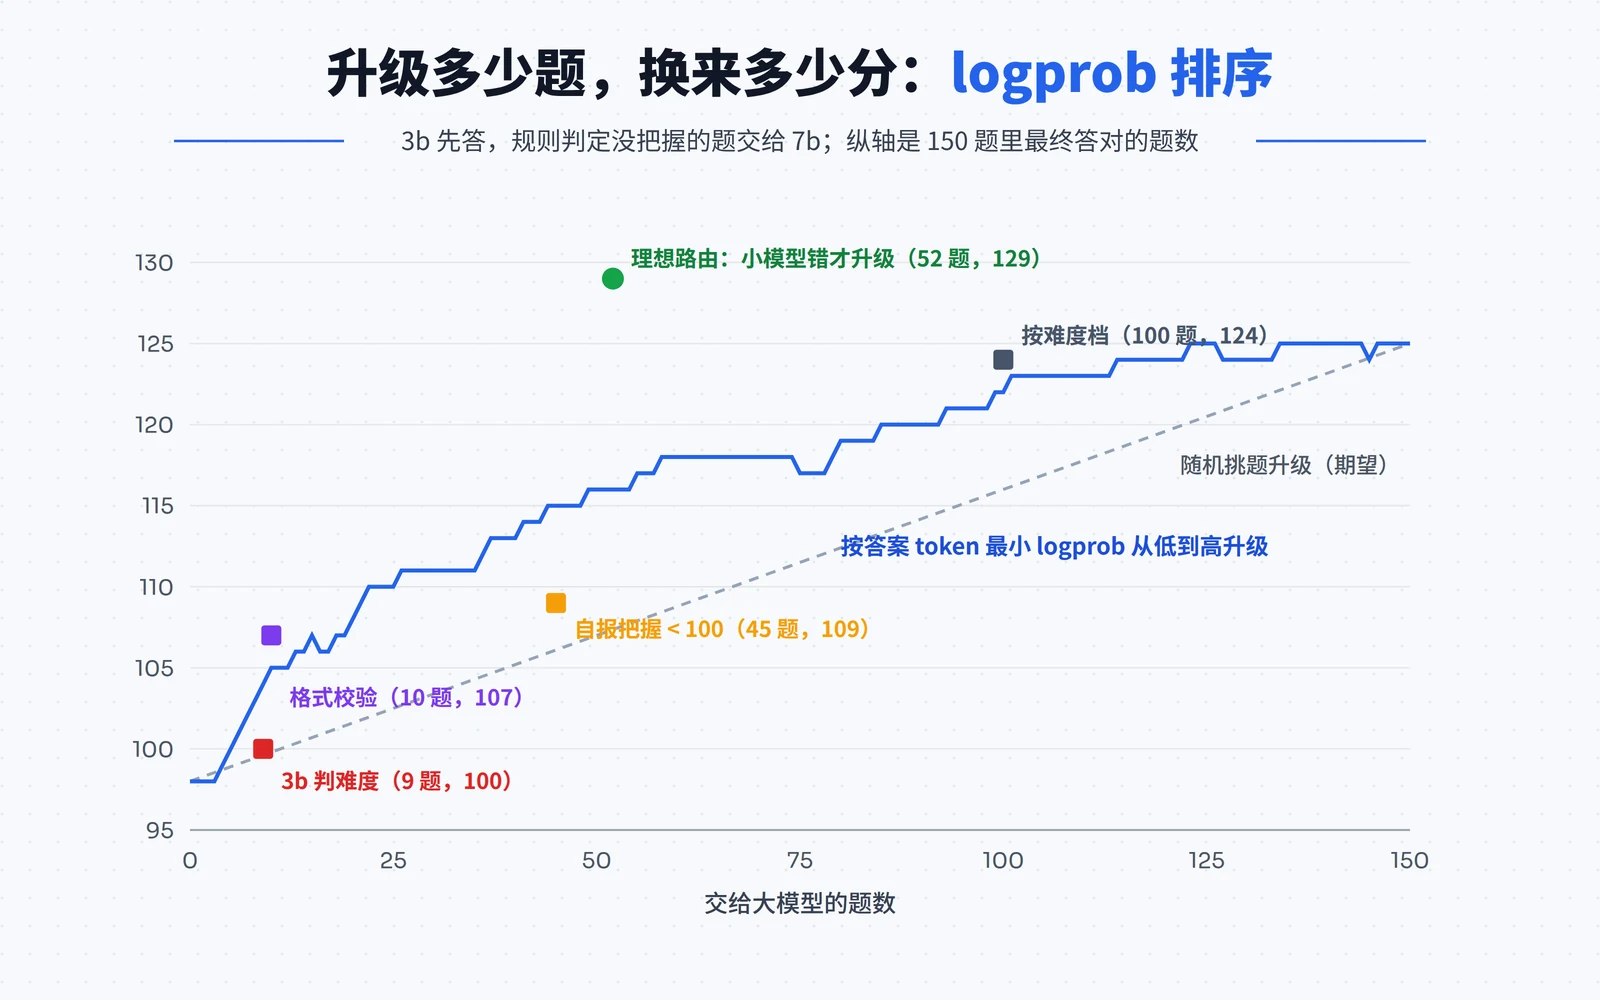 升级多少题，换来多少分：logprob 排序
3b 先答，规则判定没把握的题交给 7b；纵轴是 150 题里最终答对的题数
130
理想路由：小模型错才升级（52 题，129）
125
按难度档（100 题，124）
120
随机挑题升级（期望）
115
按答案 token 最小 logprob 从低到高升级
110
自报把握 < 100（45 题，109）
105
格式校验（10 题，107）
100
3b 判难度（9 题，100）
95
0 25 50 75 100 125 150
交给大模型的题数